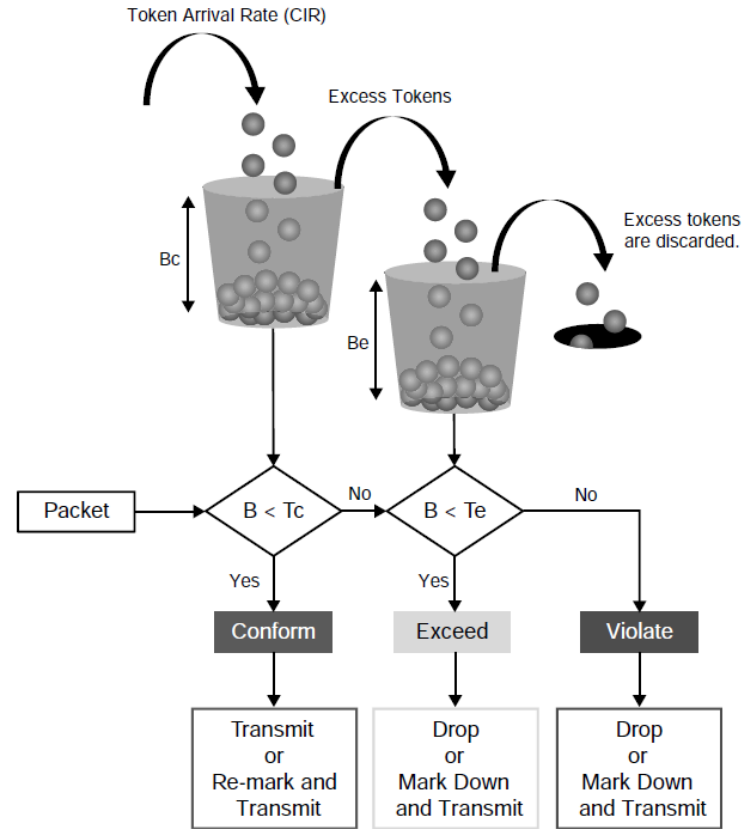 Token Arrival Rate (CIR)
Excess Tokens
Excess tokens
are discarded.
Bc
Be
Packet
B < Tc
No
B < Te
No
Yes
Yes
Conform
Exceed
Violate
Transmit
or
Re-mark and
Transmit
Drop
or
Mark Down
and Transmit
Drop
or
Mark Down
and Transmit